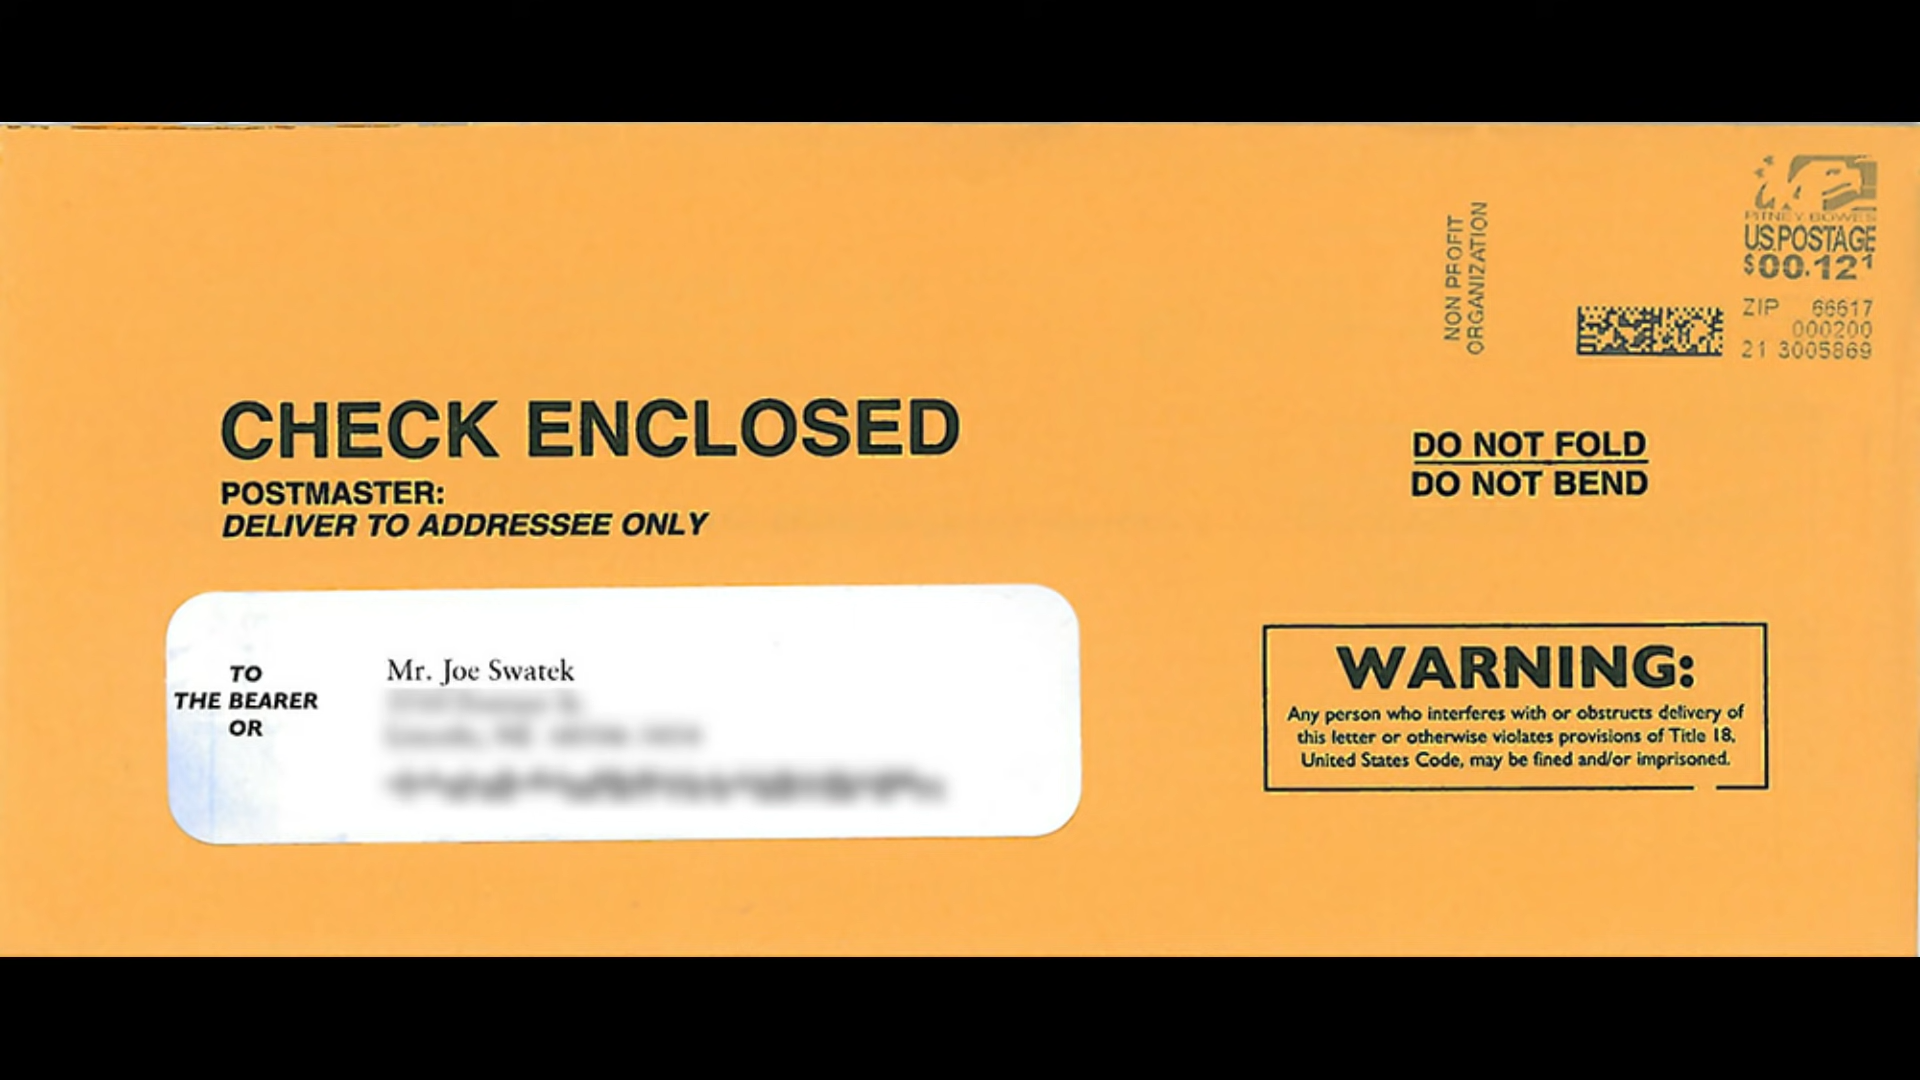 NON PROFIT
ORGANIZATION
PITNEY BOWES
US POSTAGE
$00.12¹
ZIP 66617
000200
21 3005869
CHECK ENCLOSED
POSTMASTER:
DELIVER TO ADDRESSEE ONLY
DO NOT FOLD
DO NOT BEND
TO
THE BEARER
OR
Mr. Joe Swatek
WARNING:
Any person who interferes with or obstructs delivery of
this letter or otherwise violates provisions of Title 18,
United States Code, may be fined and/or imprisoned.